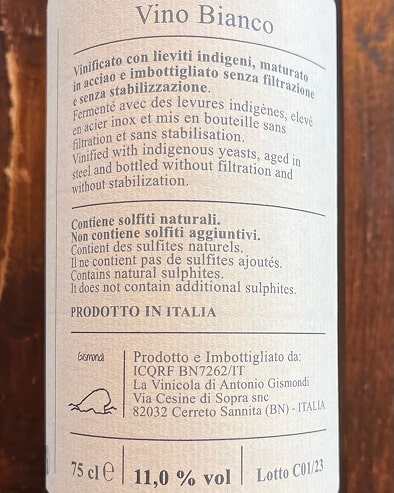 Vino Bianco
Vinificato con lieviti indigeni, maturato
in acciao e imbottigliato senza filtrazione
e senza stabilizzazione.
Fermenté avec des levures indigènes, elevè
en acier inox et mis en bouteille sans
filtration et sans stabilisation.
Vinified with indigenous yeasts, aged in
steel and bottled without filtration and
without stabilization.
Contiene solfiti naturali.
Non contiene solfiti aggiuntivi.
Contient des sulfites naturels.
Il ne contient pas de sulfites ajoutés.
Contains natural sulphites.
It does not contain additional sulphites.
PRODOTTO IN ITALIA
Gismondi
Prodotto e Imbottigliato da:
ICQRF BN7262/IT
La Vinicola di Antonio Gismondi
Via Cesine di Sopra snc
82032 Cerreto Sannita (BN) - ITALIA
75 cl e 11,0 % vol Lotto C01/23